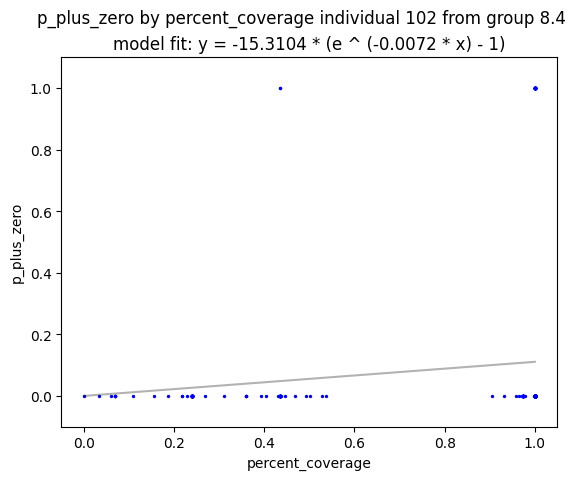 p_plus_zero by percent_coverage individual 102 from group 8.4
model fit: y = -15.3104 * (e ^ (-0.0072 * x) - 1)
1.0
0.8
0.6
0.4
0.2
0.0
p_plus_zero
0.0 0.2 0.4 0.6 0.8 1.0
percent_coverage